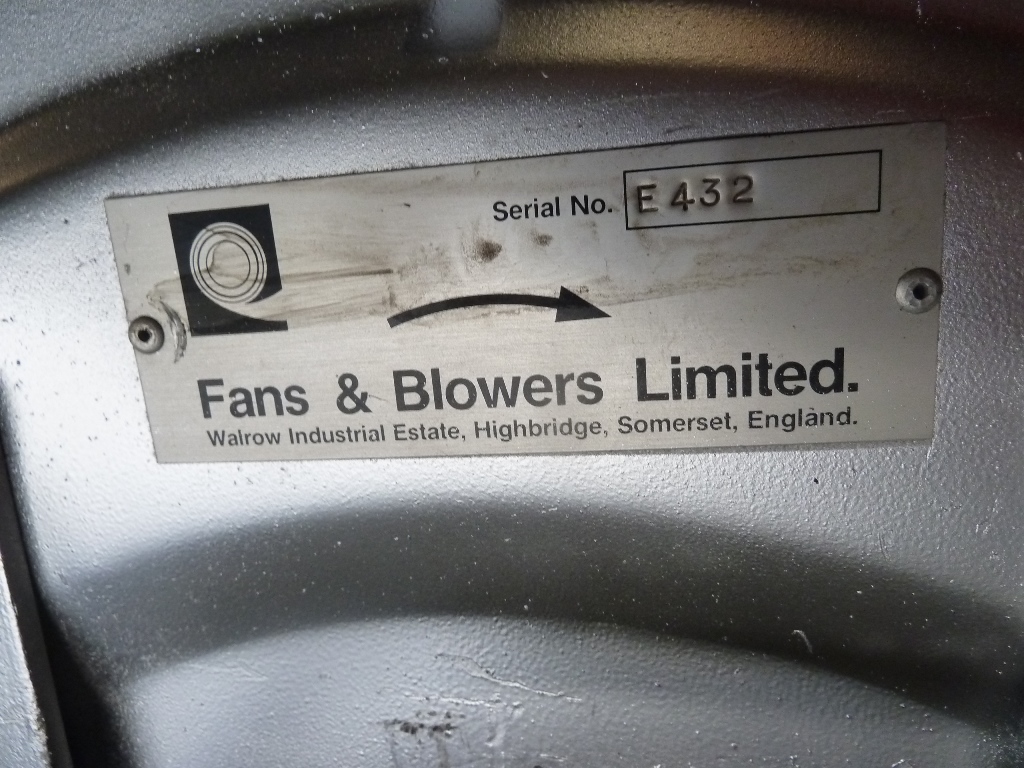 Serial No. E432
Fans & Blowers Limited.
Walrow Industrial Estate, Highbridge, Somerset, England.